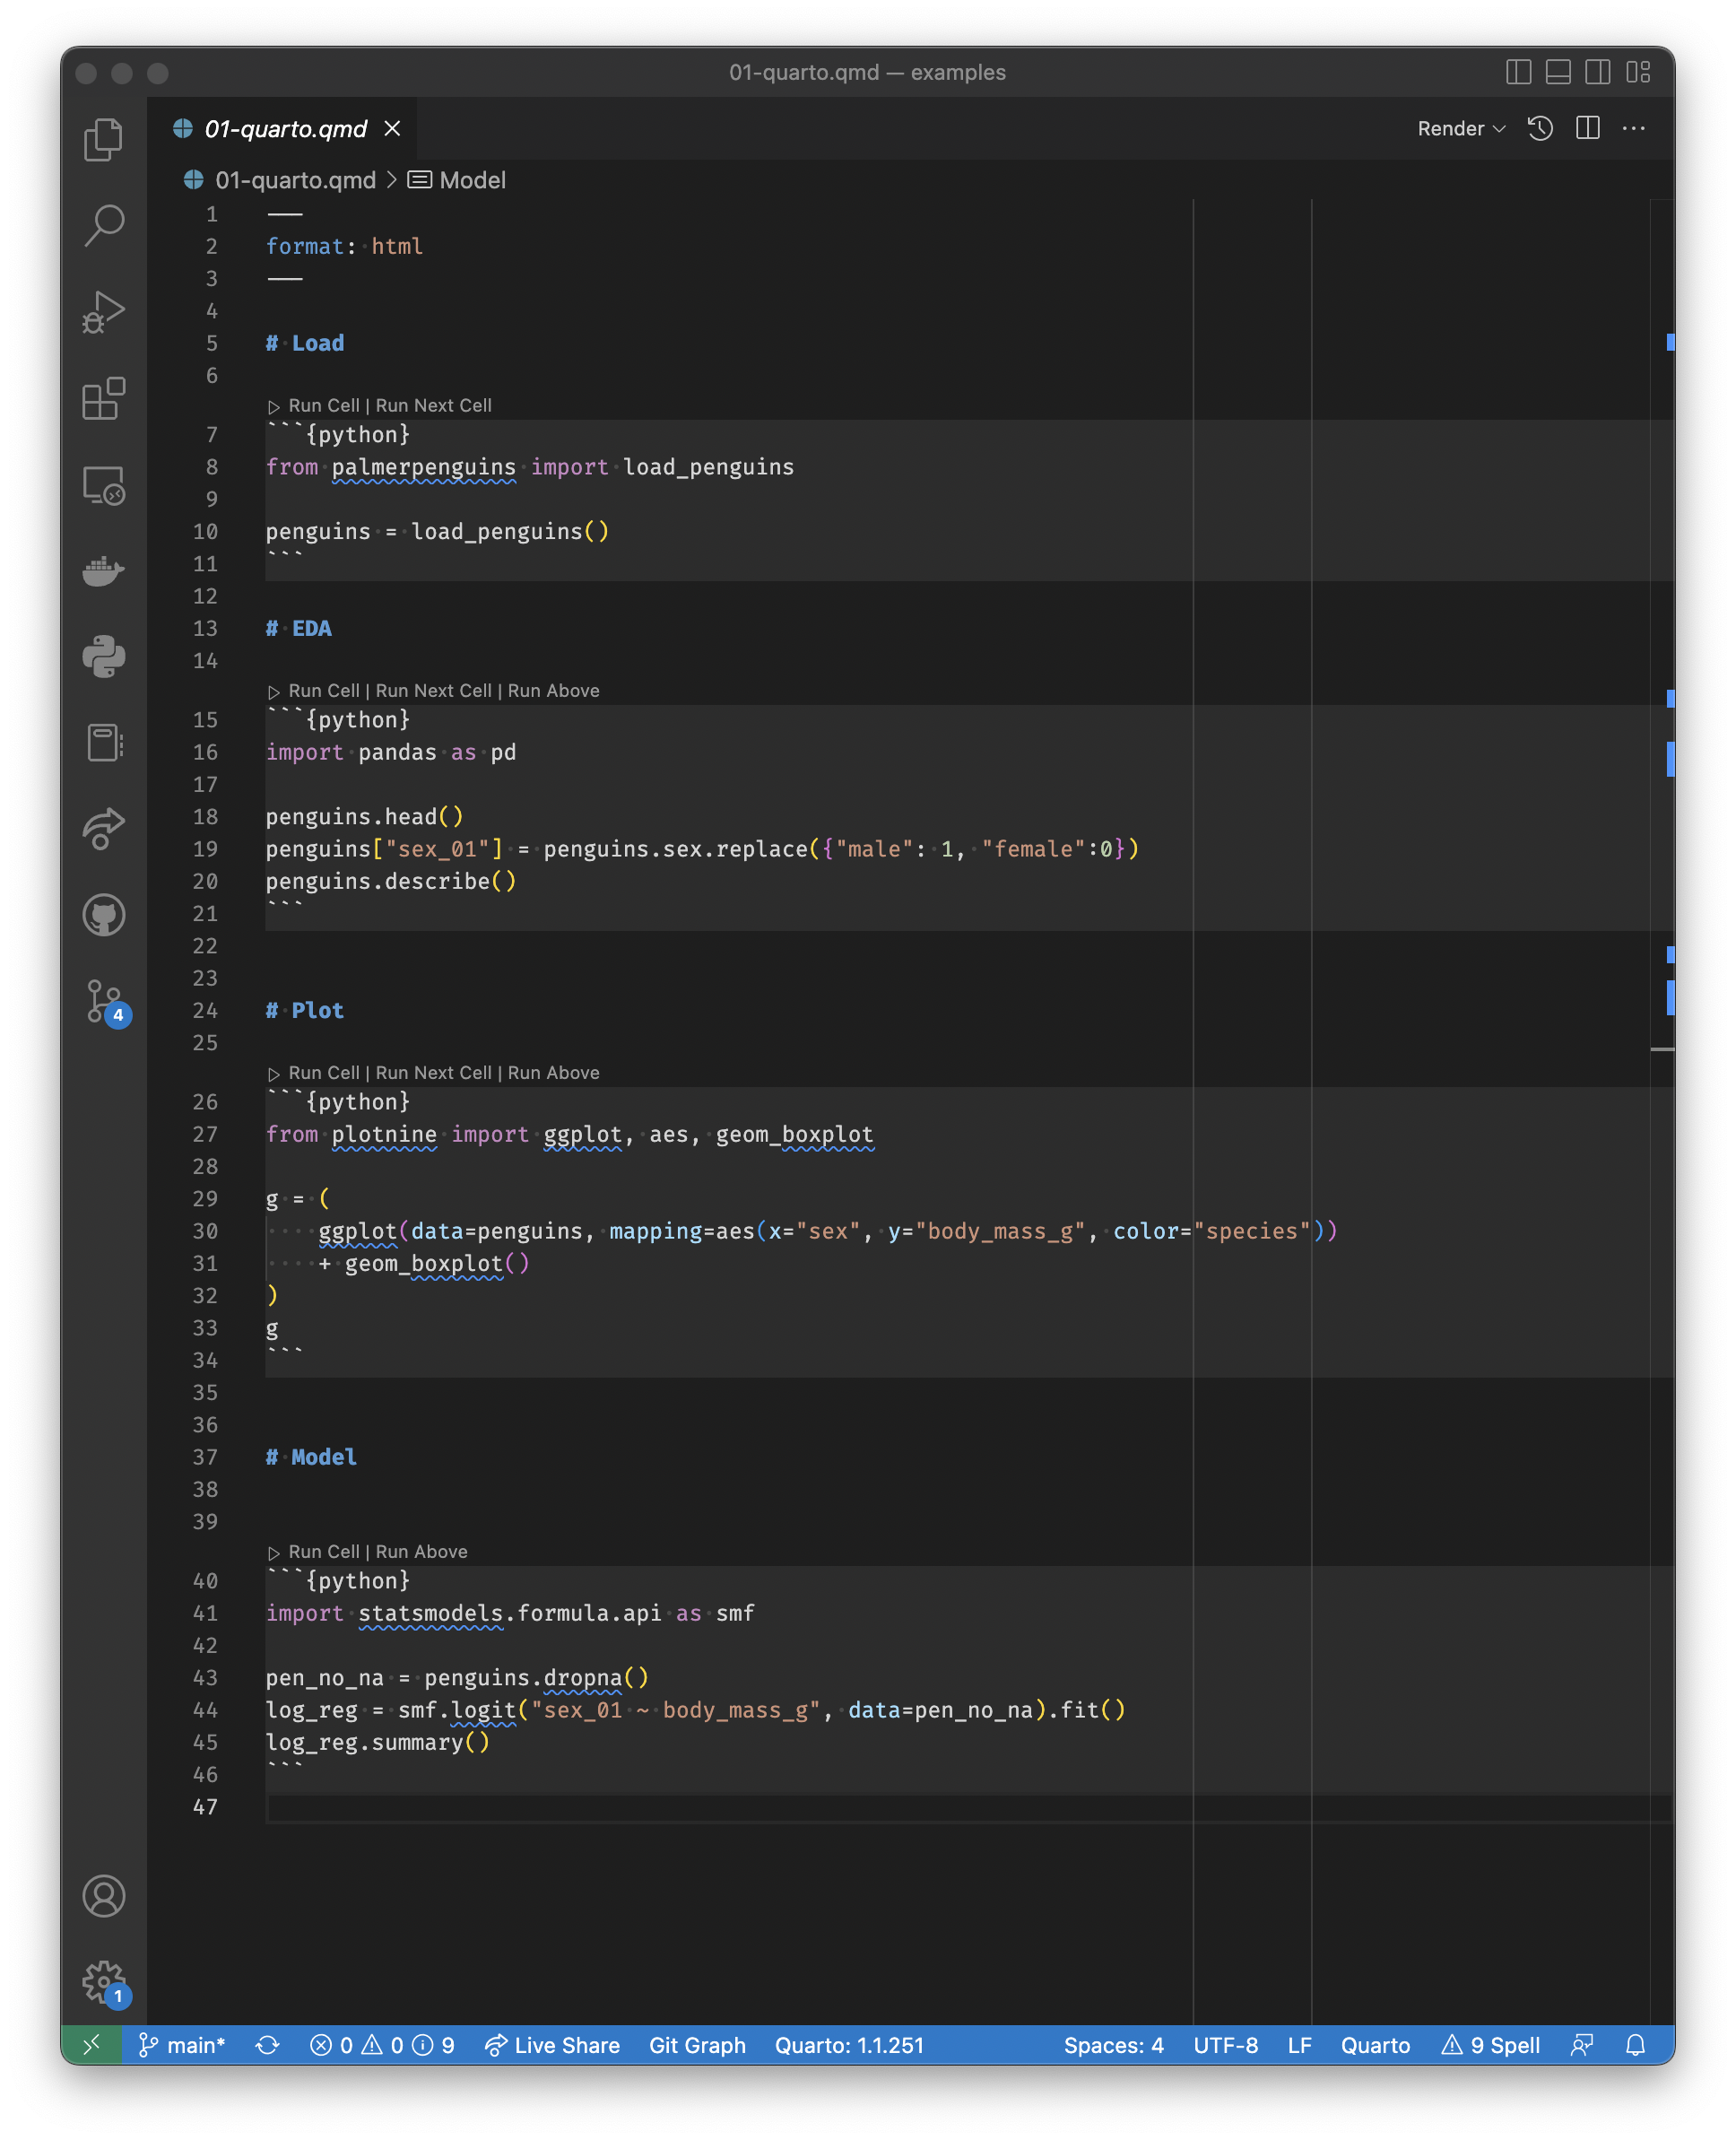 01-quarto.qmd — examples
01-quarto.qmd
Render
01-quarto.qmd > Model
1 ---
2 format: html
3 ---
4
5 # Load
6
Run Cell | Run Next Cell
7 ```{python}
8 from palmerpenguins import load_penguins
9
10 penguins = load_penguins()
11 ```
12
13 # EDA
14
Run Cell | Run Next Cell | Run Above
15 ```{python}
16 import pandas as pd
17
18 penguins.head()
19 penguins["sex_01"] = penguins.sex.replace({"male": 1, "female":0})
20 penguins.describe()
21 ```
22
23
24 # Plot
25
Run Cell | Run Next Cell | Run Above
26 ```{python}
27 from plotnine import ggplot, aes, geom_boxplot
28
29 g = (
30     ggplot(data=penguins, mapping=aes(x="sex", y="body_mass_g", color="species"))
31     + geom_boxplot()
32 )
33 g
34 ```
35
36
37 # Model
38
39
Run Cell | Run Above
40 ```{python}
41 import statsmodels.formula.api as smf
42
43 pen_no_na = penguins.dropna()
44 log_reg = smf.logit("sex_01 ~ body_mass_g", data=pen_no_na).fit()
45 log_reg.summary()
46 ```
47
4
1
main* 0 0 9 Live Share Git Graph Quarto: 1.1.251 Spaces: 4 UTF-8 LF Quarto 9 Spell